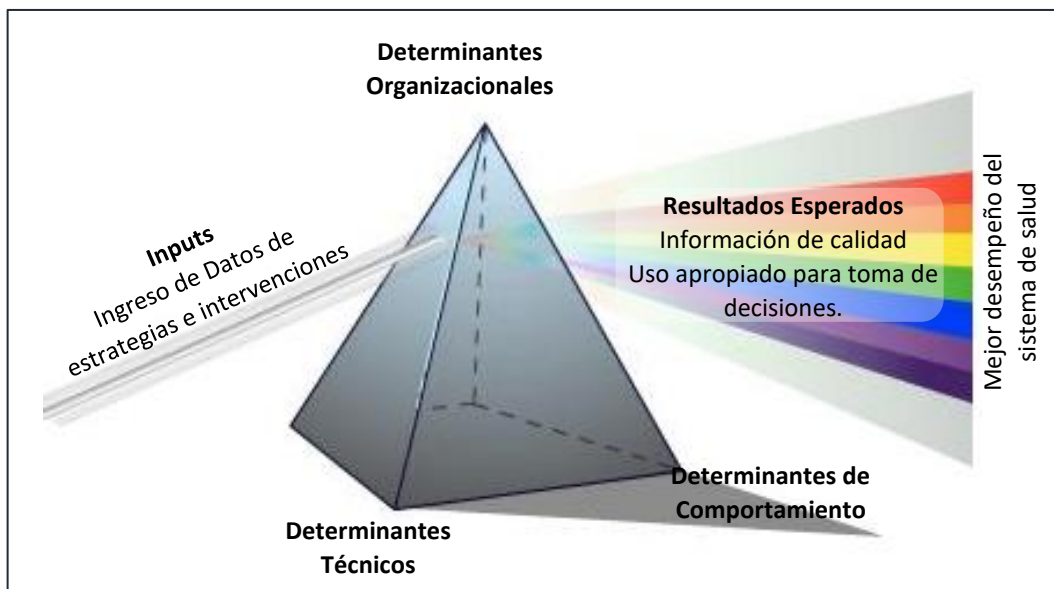 Determinantes
Organizacionales
Inputs
Ingreso de Datos de
estrategias e intervenciones
Resultados Esperados
Información de calidad
Uso apropiado para toma de
decisiones.
Mejor desempeño del
sistema de salud
Determinantes de
Comportamiento
Determinantes
Técnicos